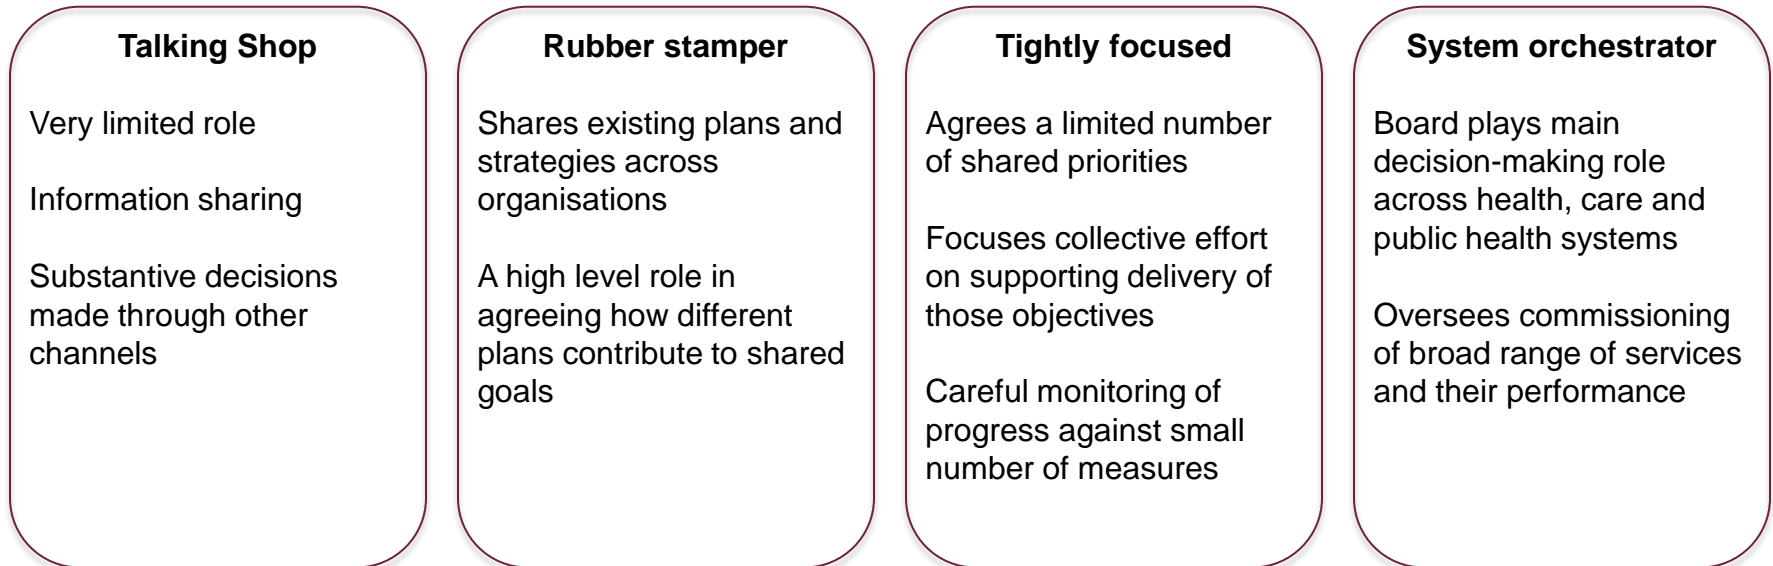 Talking Shop
Very limited role
Information sharing
Substantive decisions
made through other
channels
Rubber stamper
Shares existing plans and
strategies across
organisations
A high level role in
agreeing how different
plans contribute to shared
goals
Tightly focused
Agrees a limited number
of shared priorities
Focuses collective effort
on supporting delivery of
those objectives
Careful monitoring of
progress against small
number of measures
System orchestrator
Board plays main
decision-making role
across health, care and
public health systems
Oversees commissioning
of broad range of services
and their performance